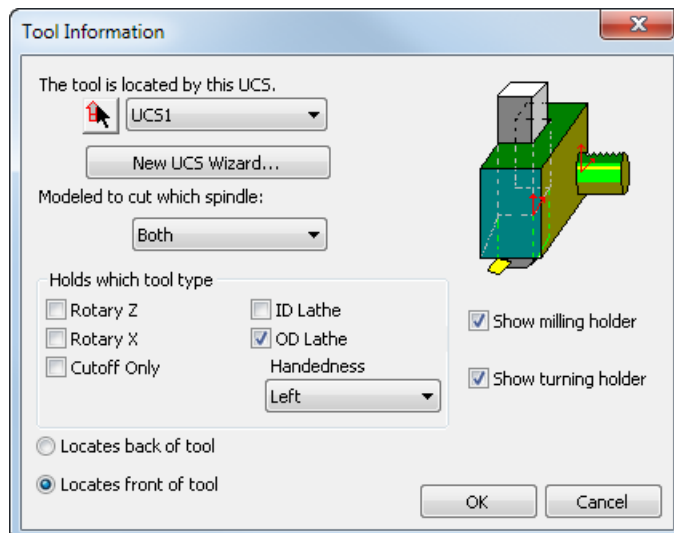 Tool Information
The tool is located by this UCS.
UCS1
New UCS Wizard...
Modeled to cut which spindle:
Both
Holds which tool type
Rotary Z
ID Lathe
Rotary X
OD Lathe
Cutoff Only
Handedness
Left
Show milling holder
Show turning holder
Locates back of tool
Locates front of tool
OK
Cancel